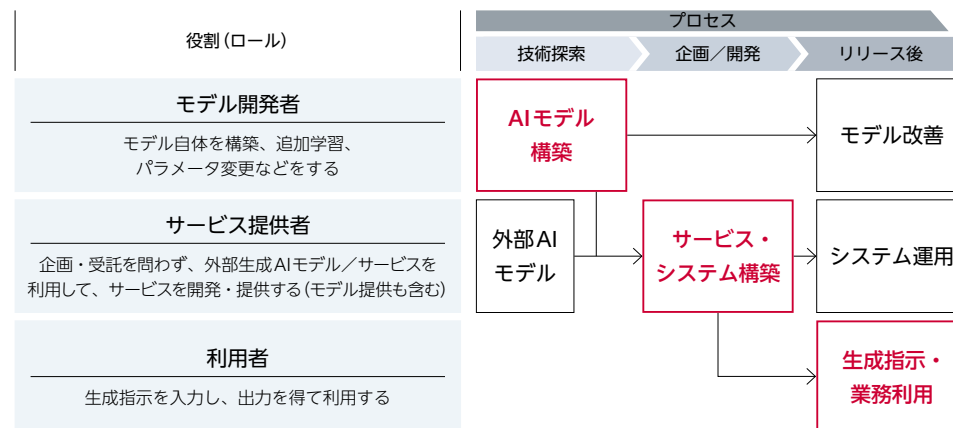 役割（ロール）
プロセス
技術探索
企画／開発
リリース後
モデル開発者
モデル自体を構築、追加学習、
パラメータ変更などをする
AIモデル
構築
モデル改善
サービス提供者
企画・受託を問わず、外部生成AIモデル／サービスを
利用して、サービスを開発・提供する（モデル提供も含む）
外部AI
モデル
サービス・
システム構築
システム運用
利用者
生成指示を入力し、出力を得て利用する
生成指示・
業務利用